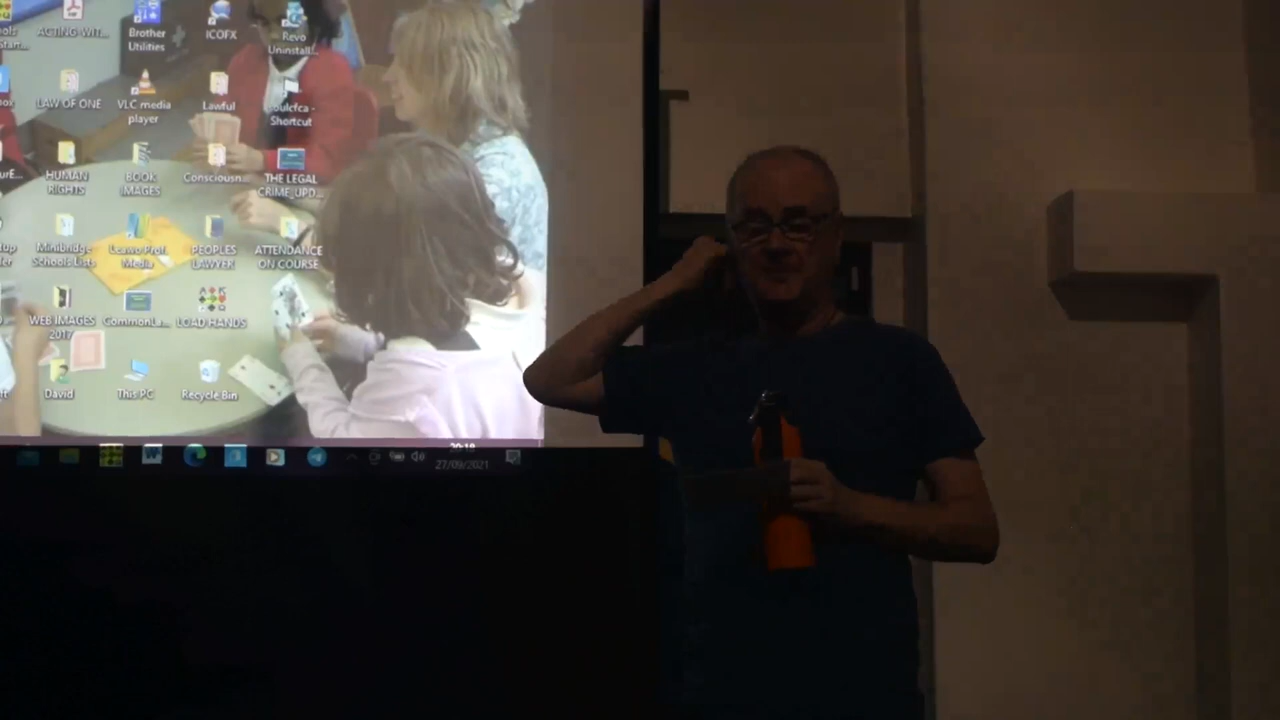 ACTING-WIT...
Brother
Utilities
ICOFX
Revo
Uninstall...
LAW OF ONE
VLC media
player
Lawful
Shortcut
HUMAN
RIGHTS
BOOK
IMAGES
Consciousn...
THE LEGAL
CRIME_UPD...
Minibridge
Schools Lists
Leawo Prof.
Media
PEOPLES
LAWYER
ATTENDANCE
ON COURSE
WEB IMAGES
2017
CommonLa...
LOAD HANDS
David
This PC
Recycle Bin
20:18
27/09/2021